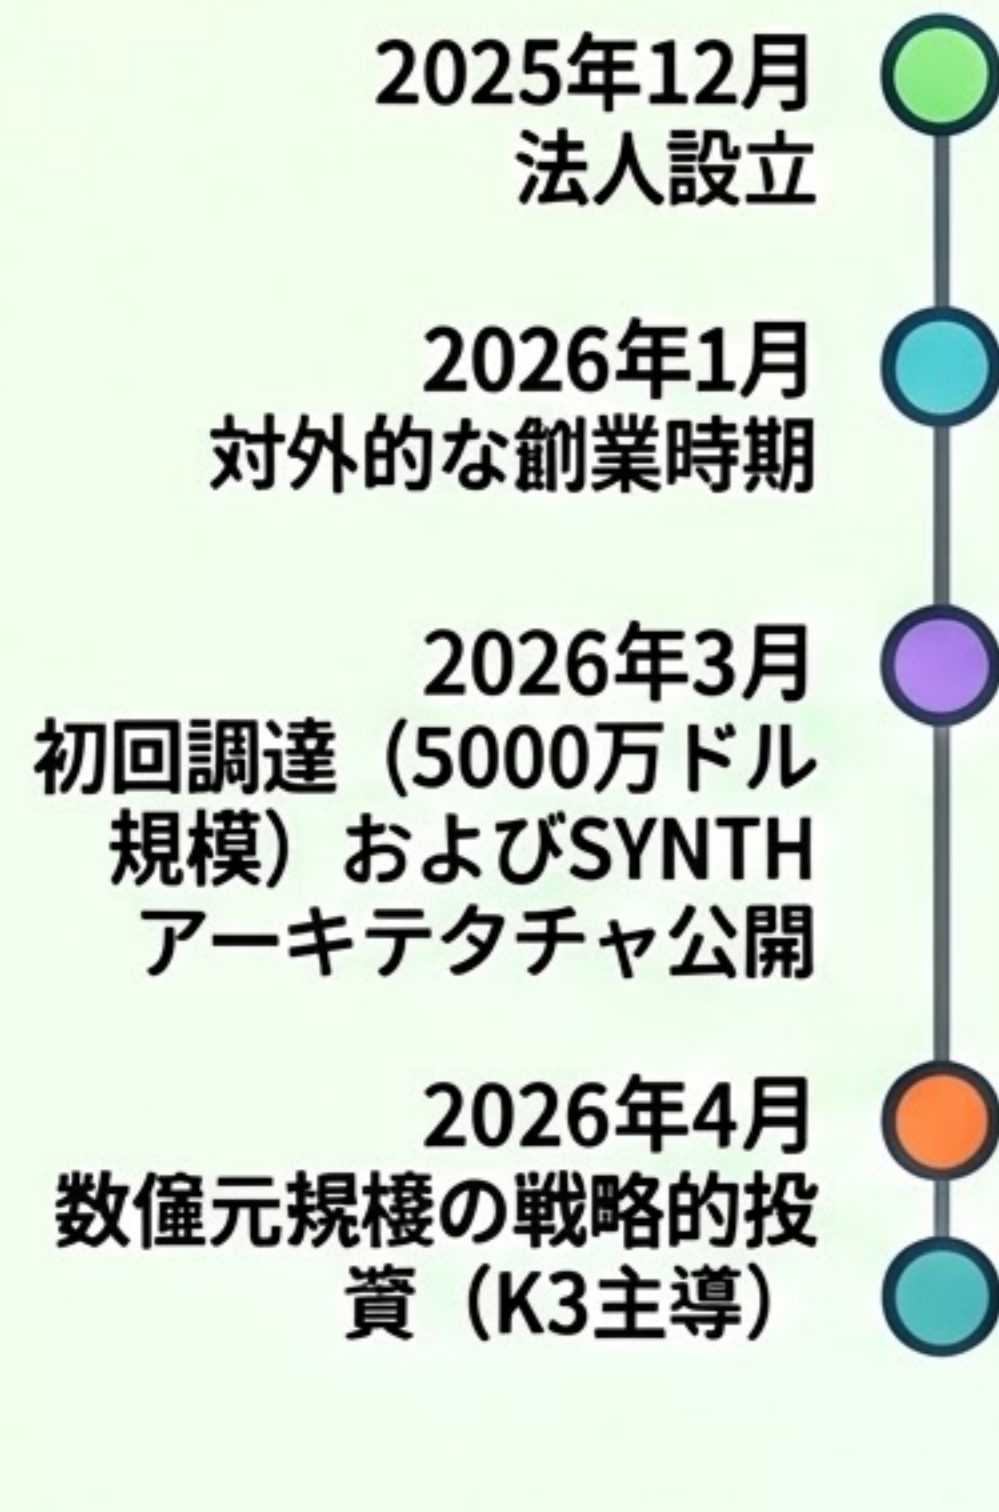 2025年12月
法人設立
2026年1月
対外的な創業時期
2026年3月
初回調達（5000万ドル
規模）およびSYNTH
アーキテタチャ公開
2026年4月
数元規の戦略的投
（K3主導）